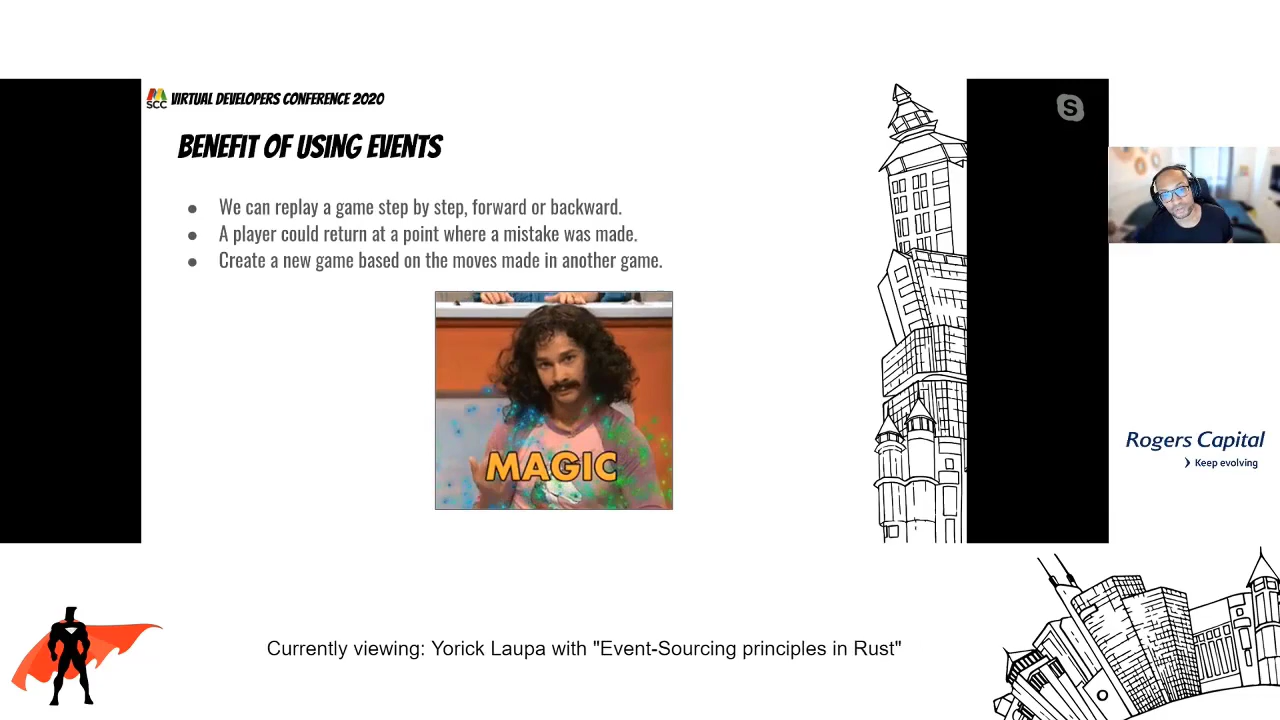 SCC VIRTUAL DEVELOPERS CONFERENCE 2020
BENEFIT OF USING EVENTS
● We can replay a game step by step, forward or backward.
● A player could return at a point where a mistake was made.
● Create a new game based on the moves made in another game.
MAGIC
S
Rogers Capital
Keep evolving
Currently viewing: Yorick Laupa with "Event-Sourcing principles in Rust"